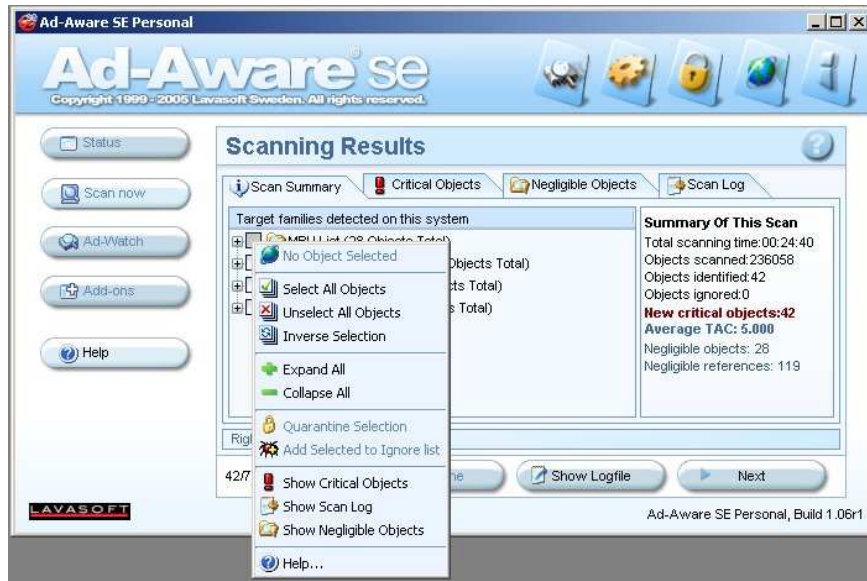 Ad-Aware SE Personal
Ad-Aware SE
Copyright 1999 - 2005 Lavasoft Sweden. All rights reserved.
Status
Scan now
Ad-Watch
Add-ons
Help
Scanning Results
Scan Summary
Critical Objects
Negligible Objects
Scan Log
Target families detected on this system
MRU List (28 Objects Total)
Objects Total)
Total)
Total)
No Object Selected
Select All Objects
Unselect All Objects
Inverse Selection
Expand All
Collapse All
Quarantine Selection
Add Selected to Ignore list
Show Critical Objects
Show Scan Log
Show Negligible Objects
Help...
Summary Of This Scan
Total scanning time:00:24:40
Objects scanned:236058
Objects identified:42
Objects ignored:0
New critical objects:42
Average TAC: 5.000
Negligible objects: 28
Negligible references: 119
Show Logfile
Next
LAVASOFT
Ad-Aware SE Personal, Build 1.06r1